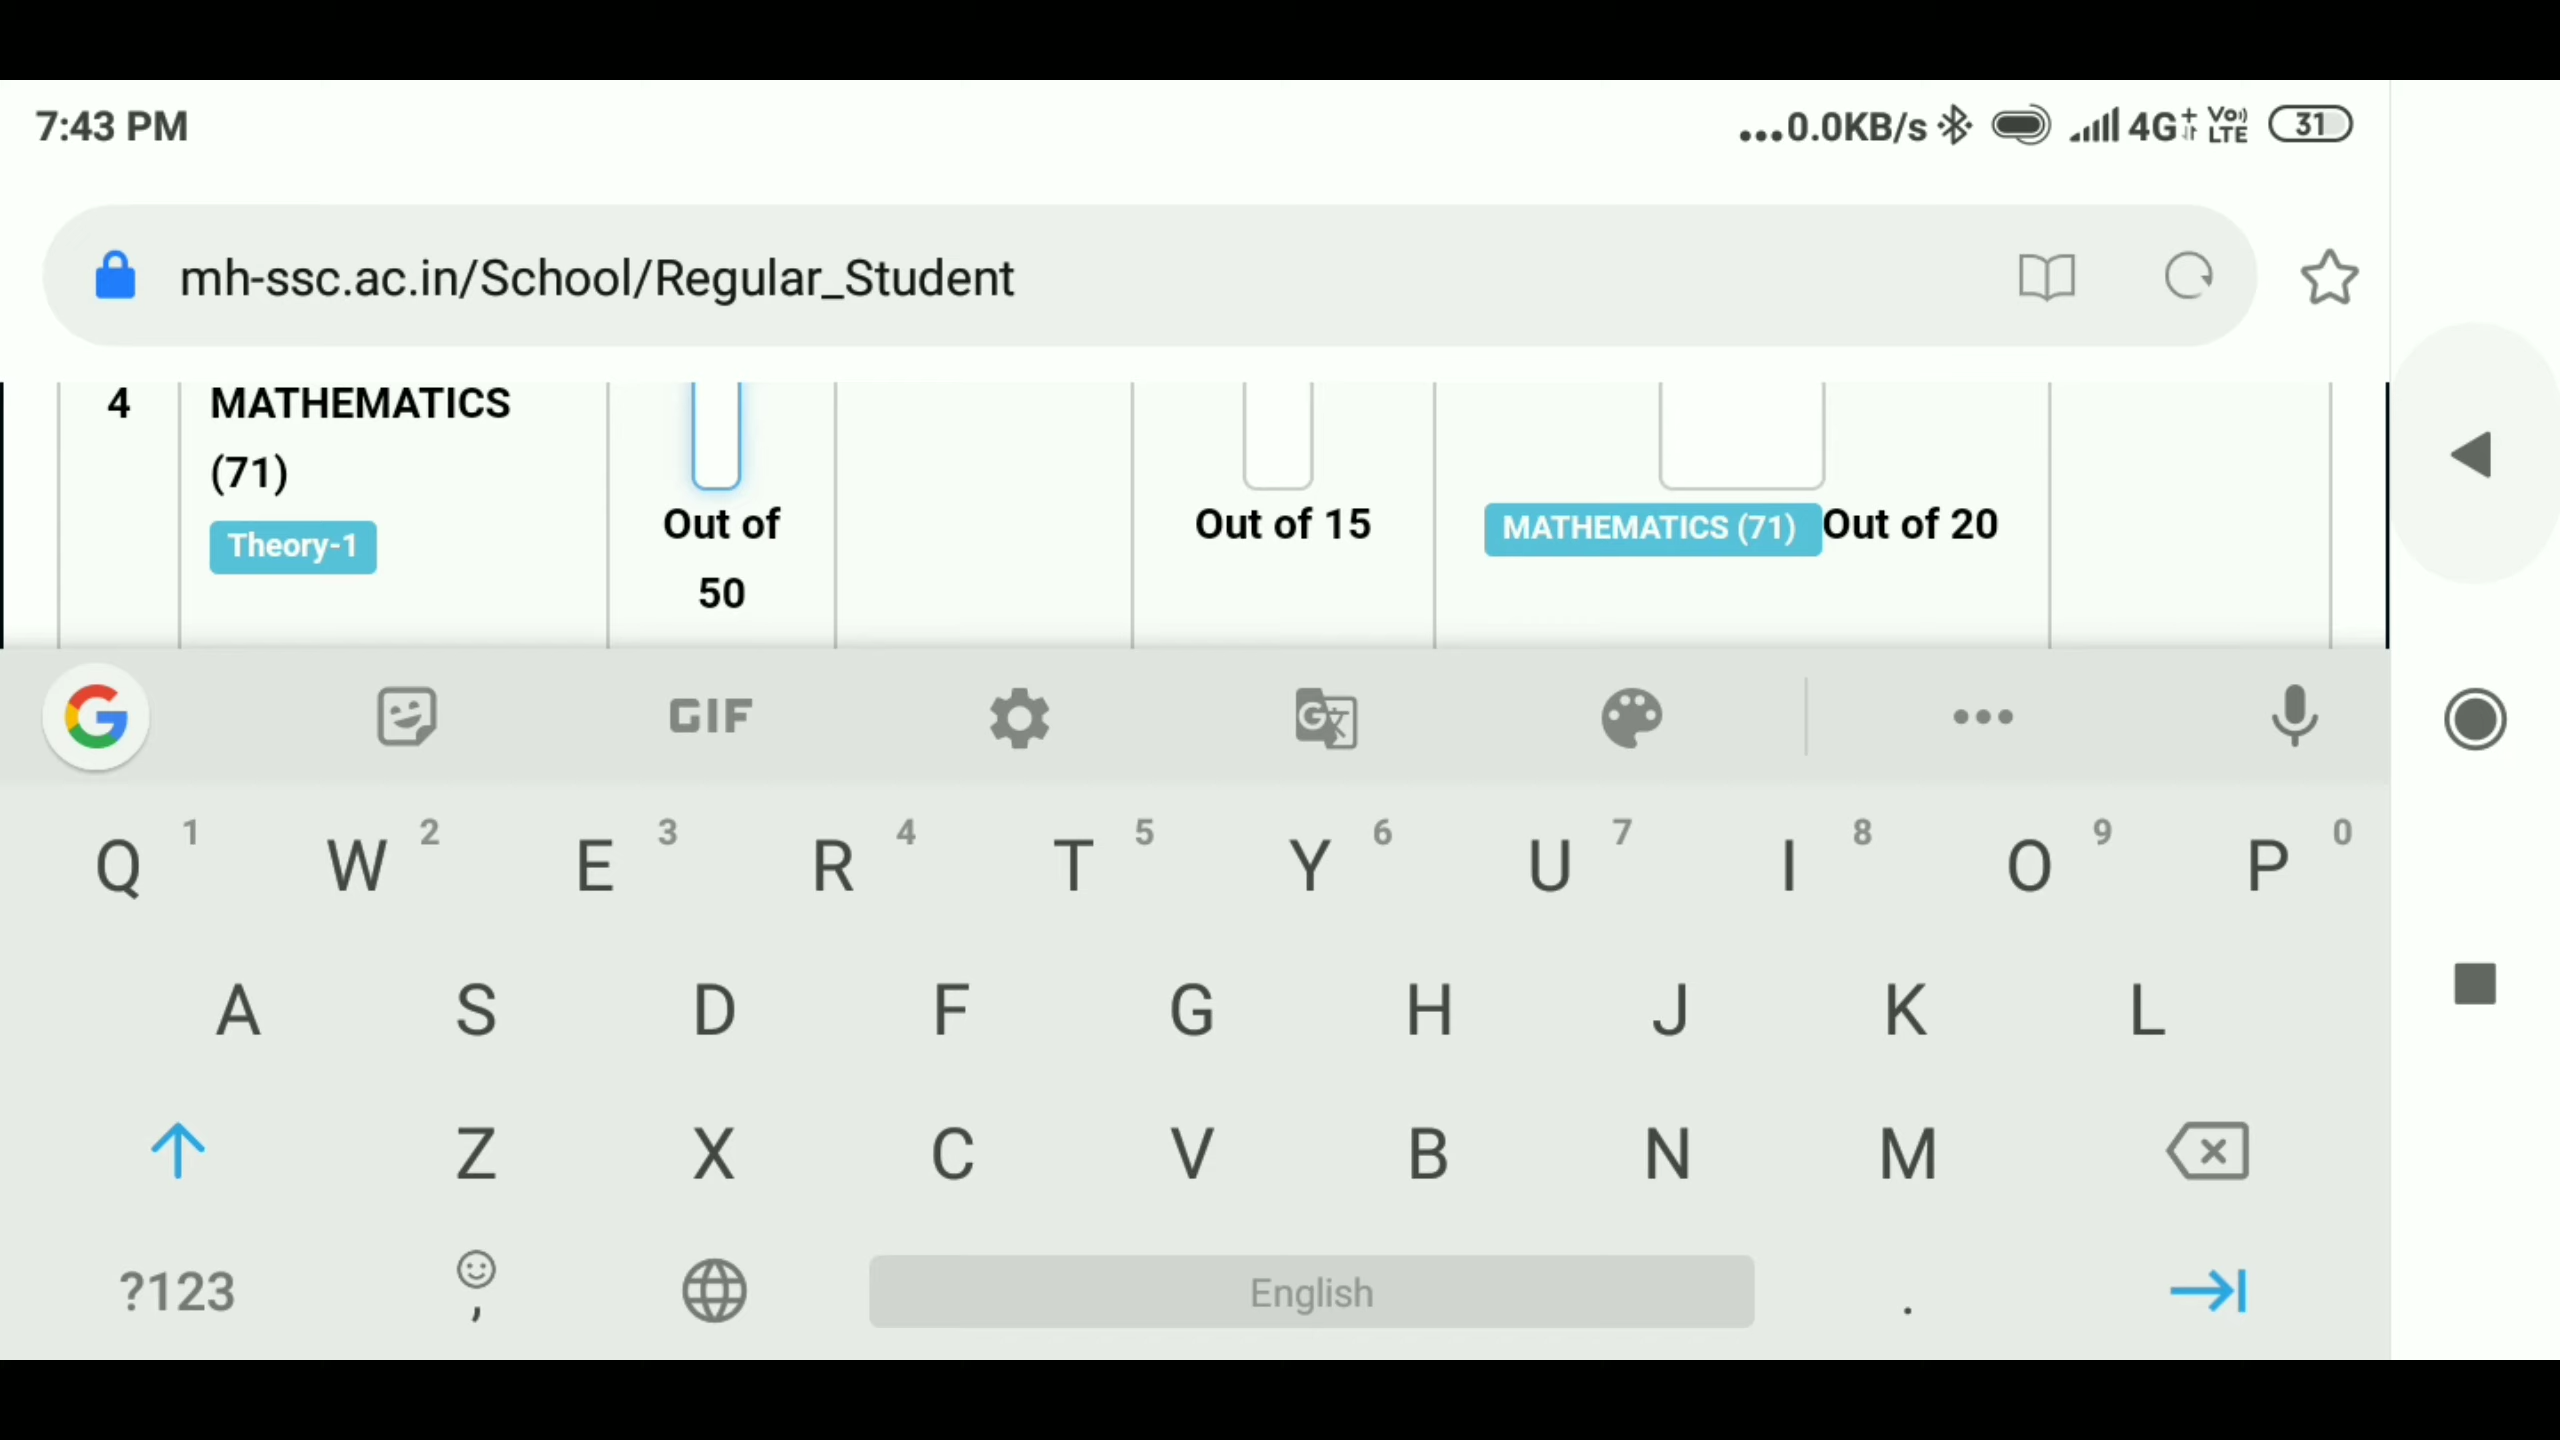 7:43 PM
...0.0KB/s 4G+ Vo) LTE 31
mh-ssc.ac.in/School/Regular_Student
4 MATHEMATICS
(71)
Theory-1
Out of
50
Out of 15
MATHEMATICS (71) Out of 20
G GIF G文
Q 1 W 2 E 3 R 4 T 5 Y 6 U 7 I 8 O 9 P 0
A S D F G H J K L
Z X C V B N M
?123 , English .